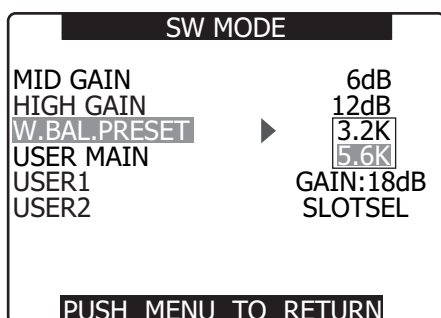 SW MODE
MID GAIN 6dB
HIGH GAIN 12dB
W.BAL.PRESET 3.2K
5.6K
USER MAIN
USER1 GAIN:18dB
USER2 SLOTSEL
PUSH MENU TO RETURN